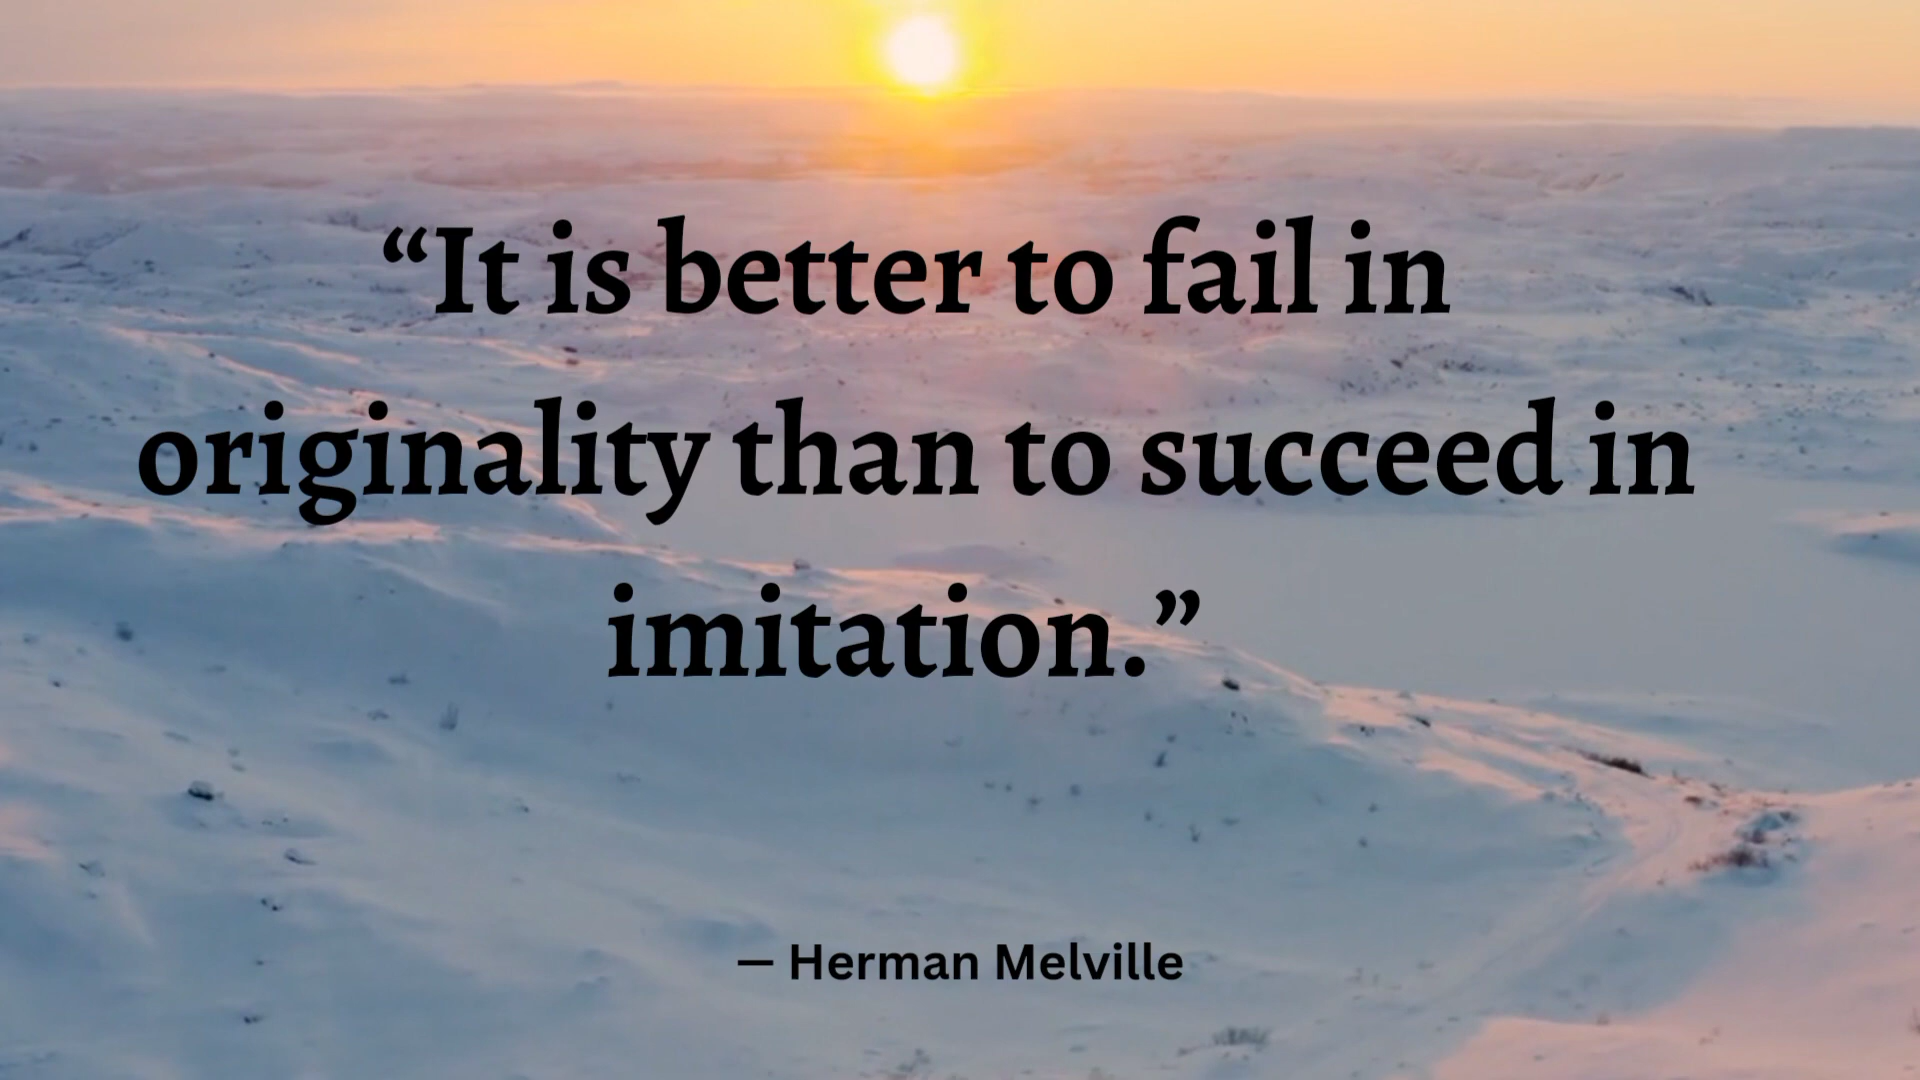 “It is better to fail in
originality than to succeed in
imitation.”
— Herman Melville